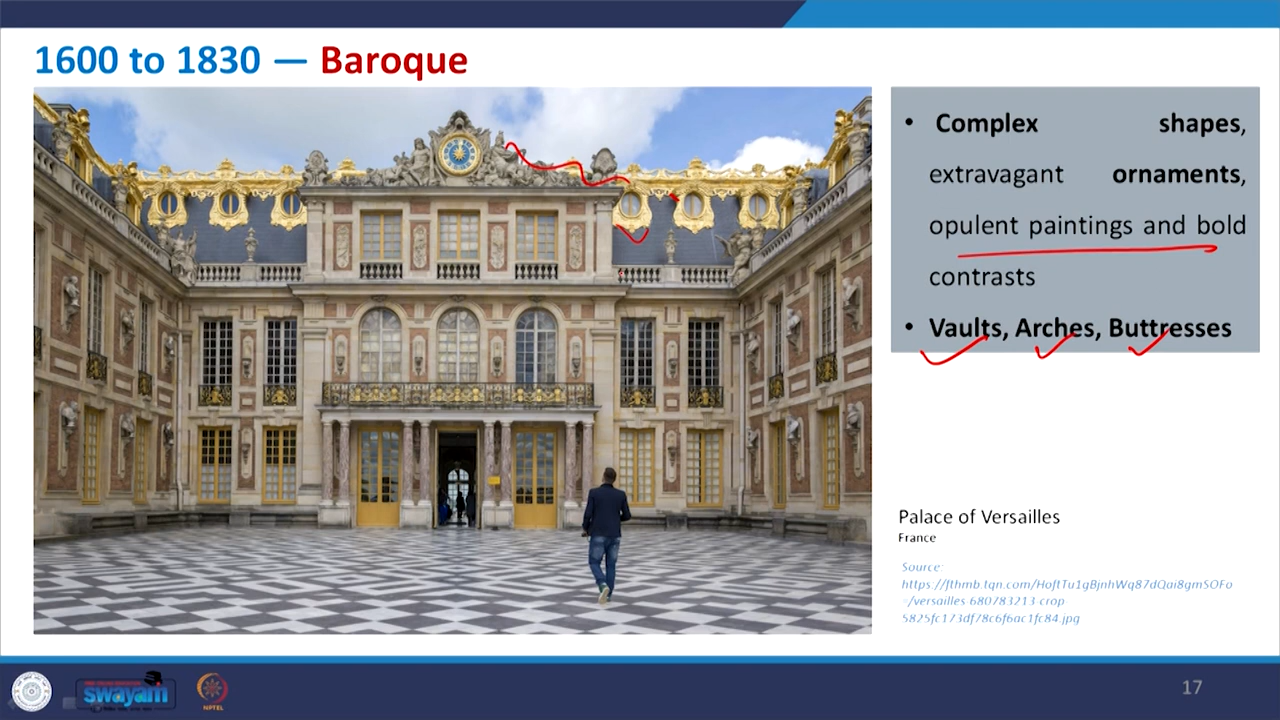 1600 to 1830 — Baroque
• Complex shapes,
extravagant ornaments,
opulent paintings and bold
contrasts
• Vaults, Arches, Buttresses
Palace of Versailles
France
Source:
swayam
NPTEL
17